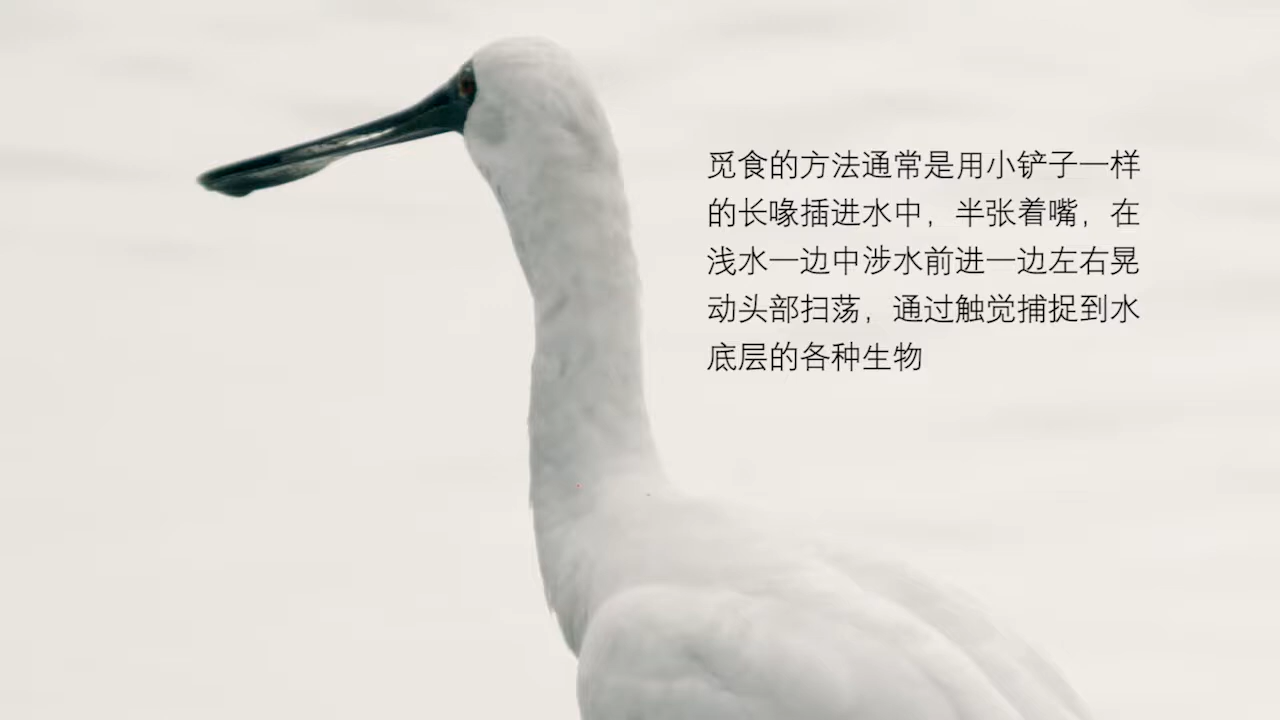 觅食的方法通常是用小铲子一样
的长喙插进水中，半张着嘴，在
浅水一边中涉水前进一边左右晃
动头部扫荡，通过触觉捕捉到水
底层的各种生物